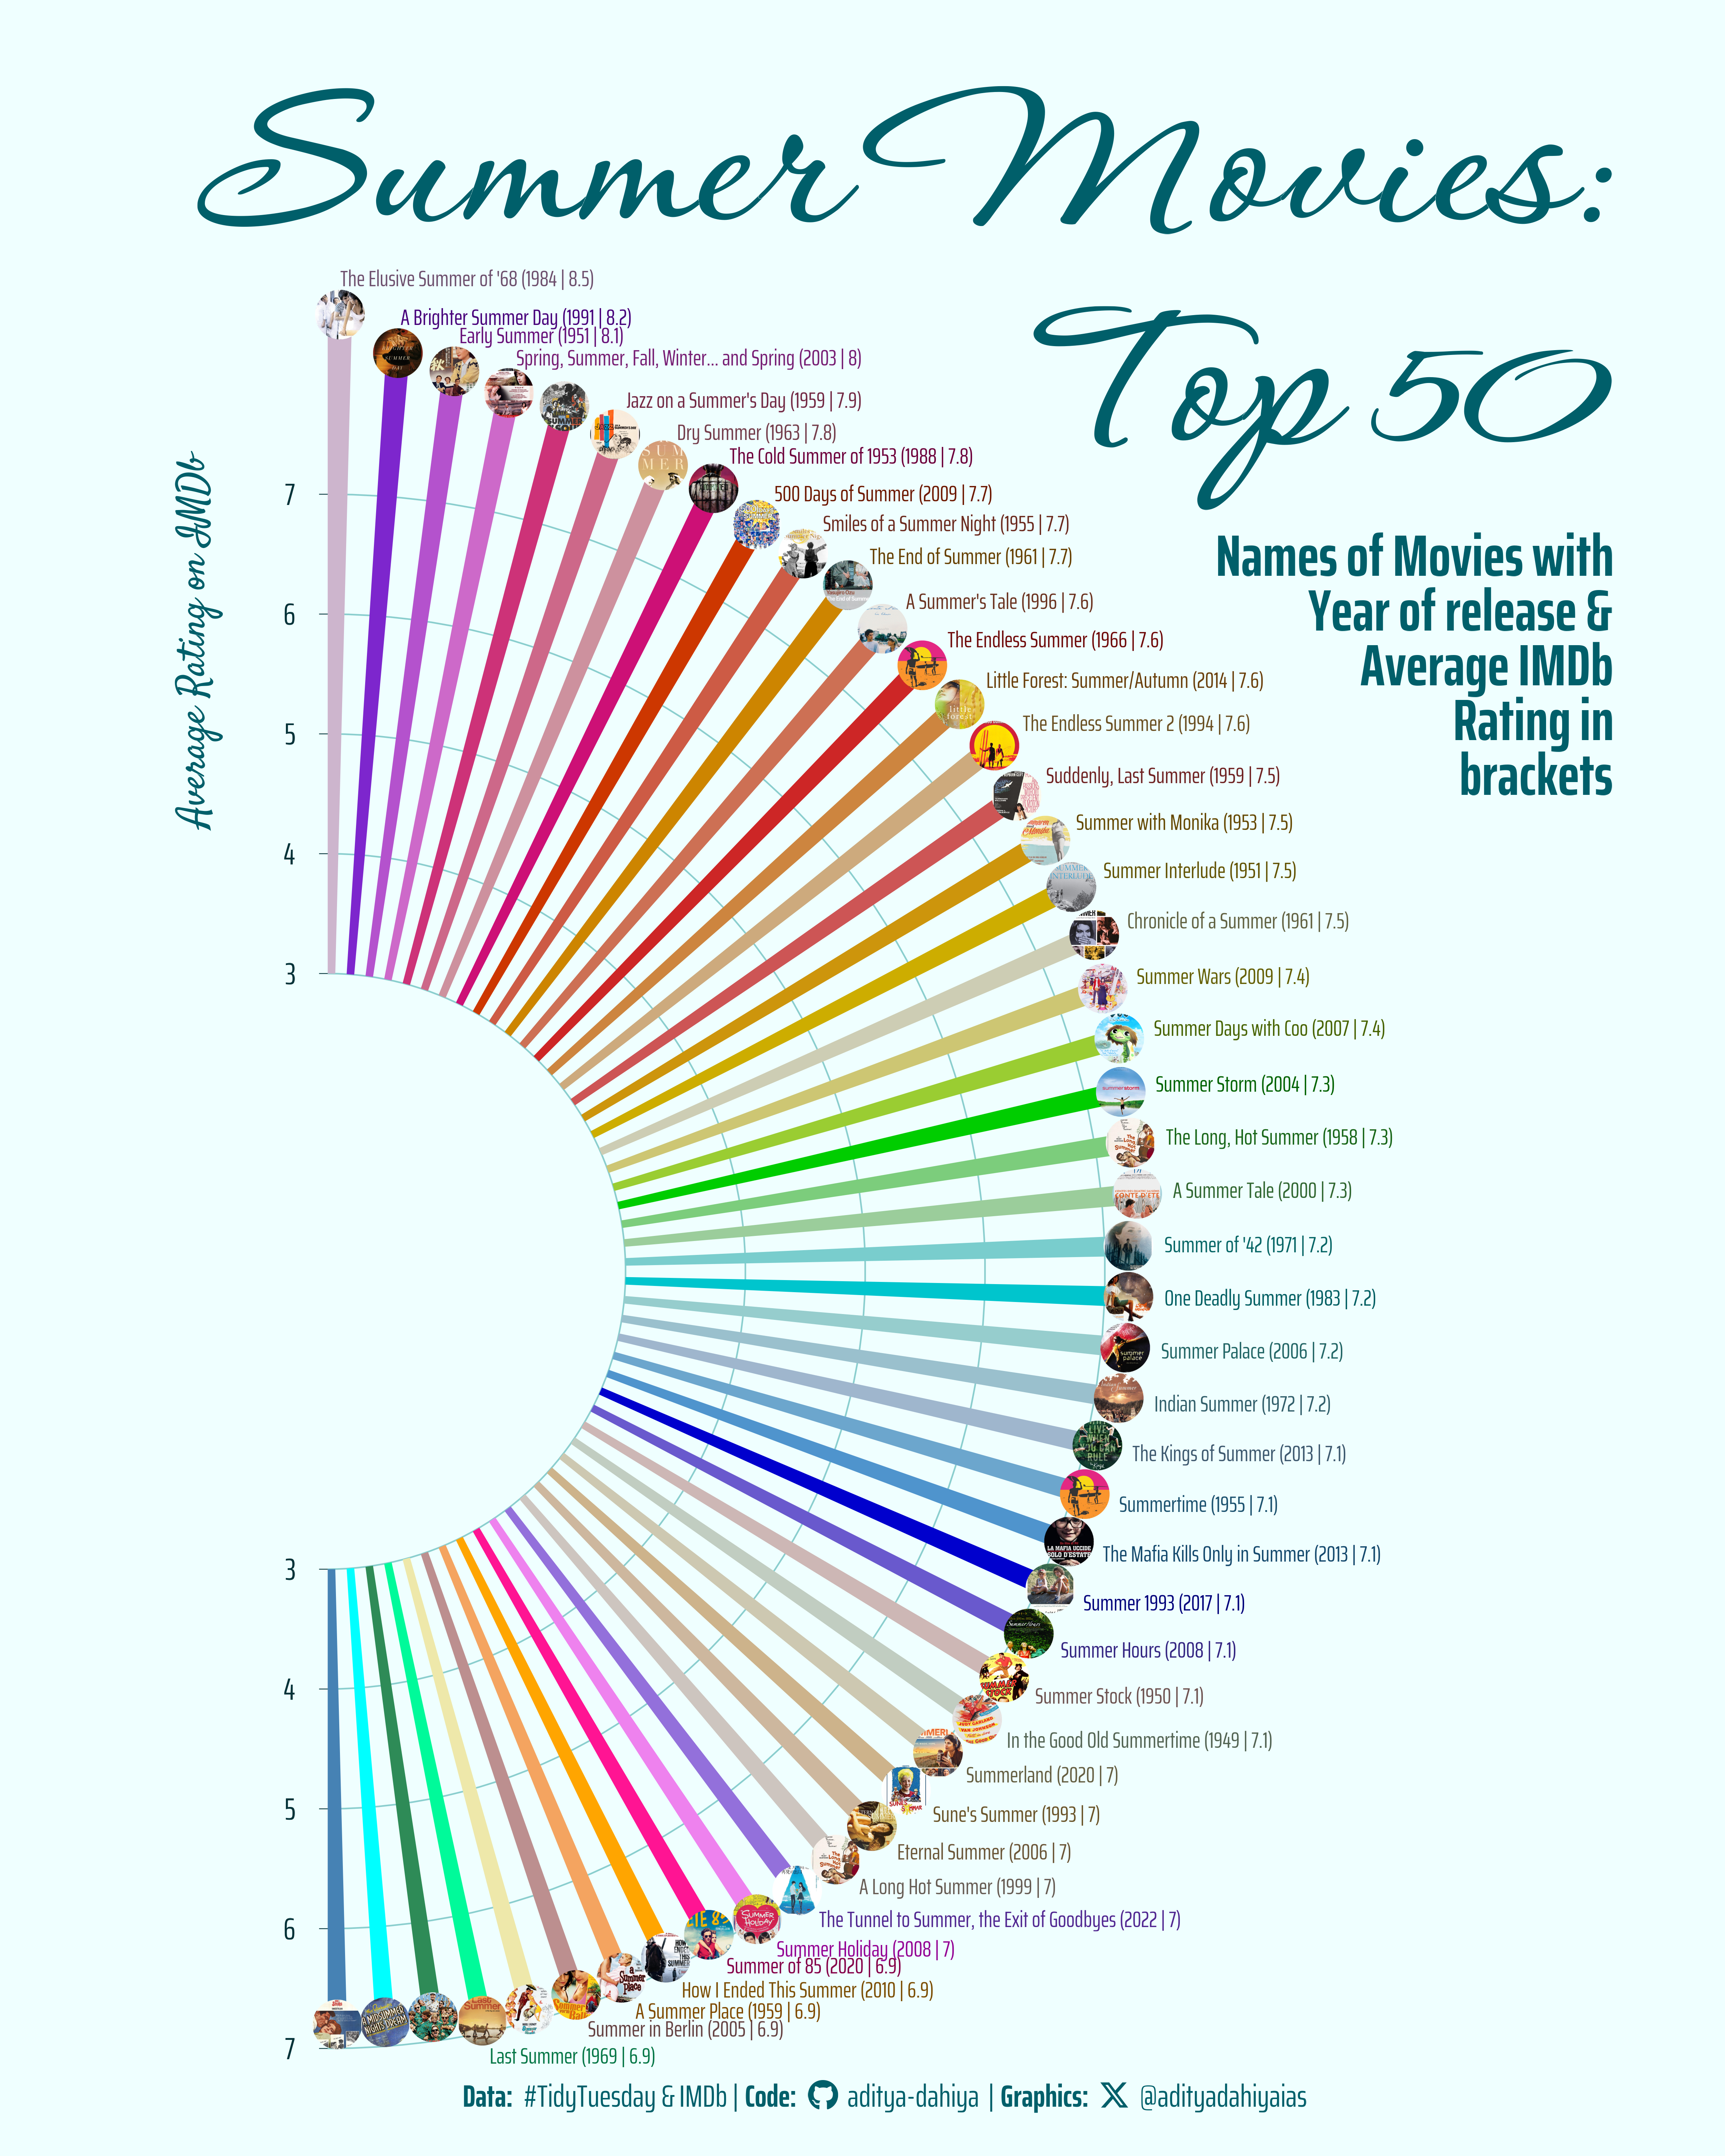 Summer Movies:
Top 50
Names of Movies with
Year of release &
Average IMDb
Rating in
brackets
Average Rating on IMDb
7
6
5
4
3
3
4
5
6
7
The Elusive Summer of '68 (1984 | 8.5)
A Brighter Summer Day (1991 | 8.2)
Early Summer (1951 | 8.1)
Spring, Summer, Fall, Winter... and Spring (2003 | 8)
Jazz on a Summer's Day (1959 | 7.9)
Dry Summer (1963 | 7.8)
The Cold Summer of 1953 (1988 | 7.8)
500 Days of Summer (2009 | 7.7)
Smiles of a Summer Night (1955 | 7.7)
The End of Summer (1961 | 7.7)
A Summer's Tale (1996 | 7.6)
The Endless Summer (1966 | 7.6)
Little Forest: Summer/Autumn (2014 | 7.6)
The Endless Summer 2 (1994 | 7.6)
Suddenly, Last Summer (1959 | 7.5)
Summer with Monika (1953 | 7.5)
Summer Interlude (1951 | 7.5)
Chronicle of a Summer (1961 | 7.5)
Summer Wars (2009 | 7.4)
Summer Days with Coo (2007 | 7.4)
Summer Storm (2004 | 7.3)
The Long, Hot Summer (1958 | 7.3)
A Summer Tale (2000 | 7.3)
Summer of '42 (1971 | 7.2)
One Deadly Summer (1983 | 7.2)
Summer Palace (2006 | 7.2)
Indian Summer (1972 | 7.2)
The Kings of Summer (2013 | 7.1)
Summertime (1955 | 7.1)
The Mafia Kills Only in Summer (2013 | 7.1)
Summer 1993 (2017 | 7.1)
Summer Hours (2008 | 7.1)
Summer Stock (1950 | 7.1)
In the Good Old Summertime (1949 | 7.1)
Summerland (2020 | 7)
Sune's Summer (1993 | 7)
Eternal Summer (2006 | 7)
A Long Hot Summer (1999 | 7)
The Tunnel to Summer, the Exit of Goodbyes (2022 | 7)
Summer Holiday (2008 | 7)
Summer of 85 (2020 | 6.9)
How I Ended This Summer (2010 | 6.9)
A Summer Place (1959 | 6.9)
Summer in Berlin (2005 | 6.9)
Last Summer (1969 | 6.9)
Data: #TidyTuesday & IMDb | Code: aditya-dahiya | Graphics: @adityadahiyaias